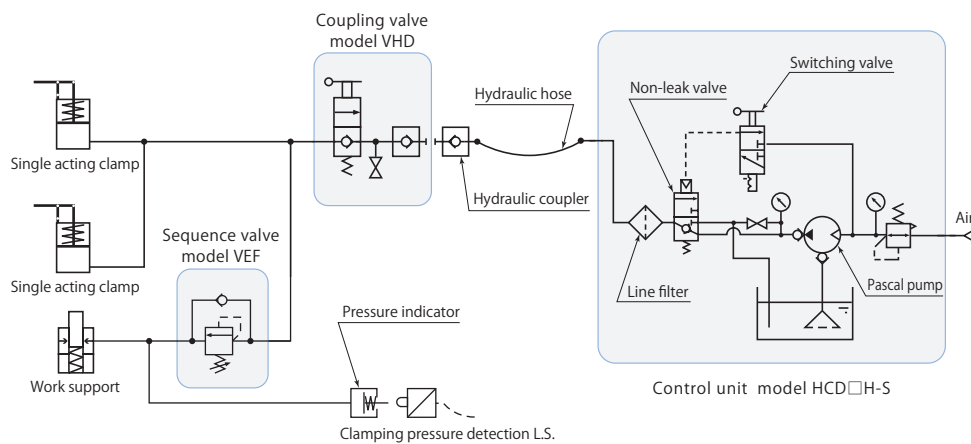 Coupling valve
model VHD
Switching valve
Non-leak valve
Hydraulic hose
Single acting clamp
Hydraulic coupler
Air
Sequence valve
model VEF
Single acting clamp
Line filter
Pascal pump
Pressure indicator
Work support
Control unit model HCD□H-S
Clamping pressure detection L.S.